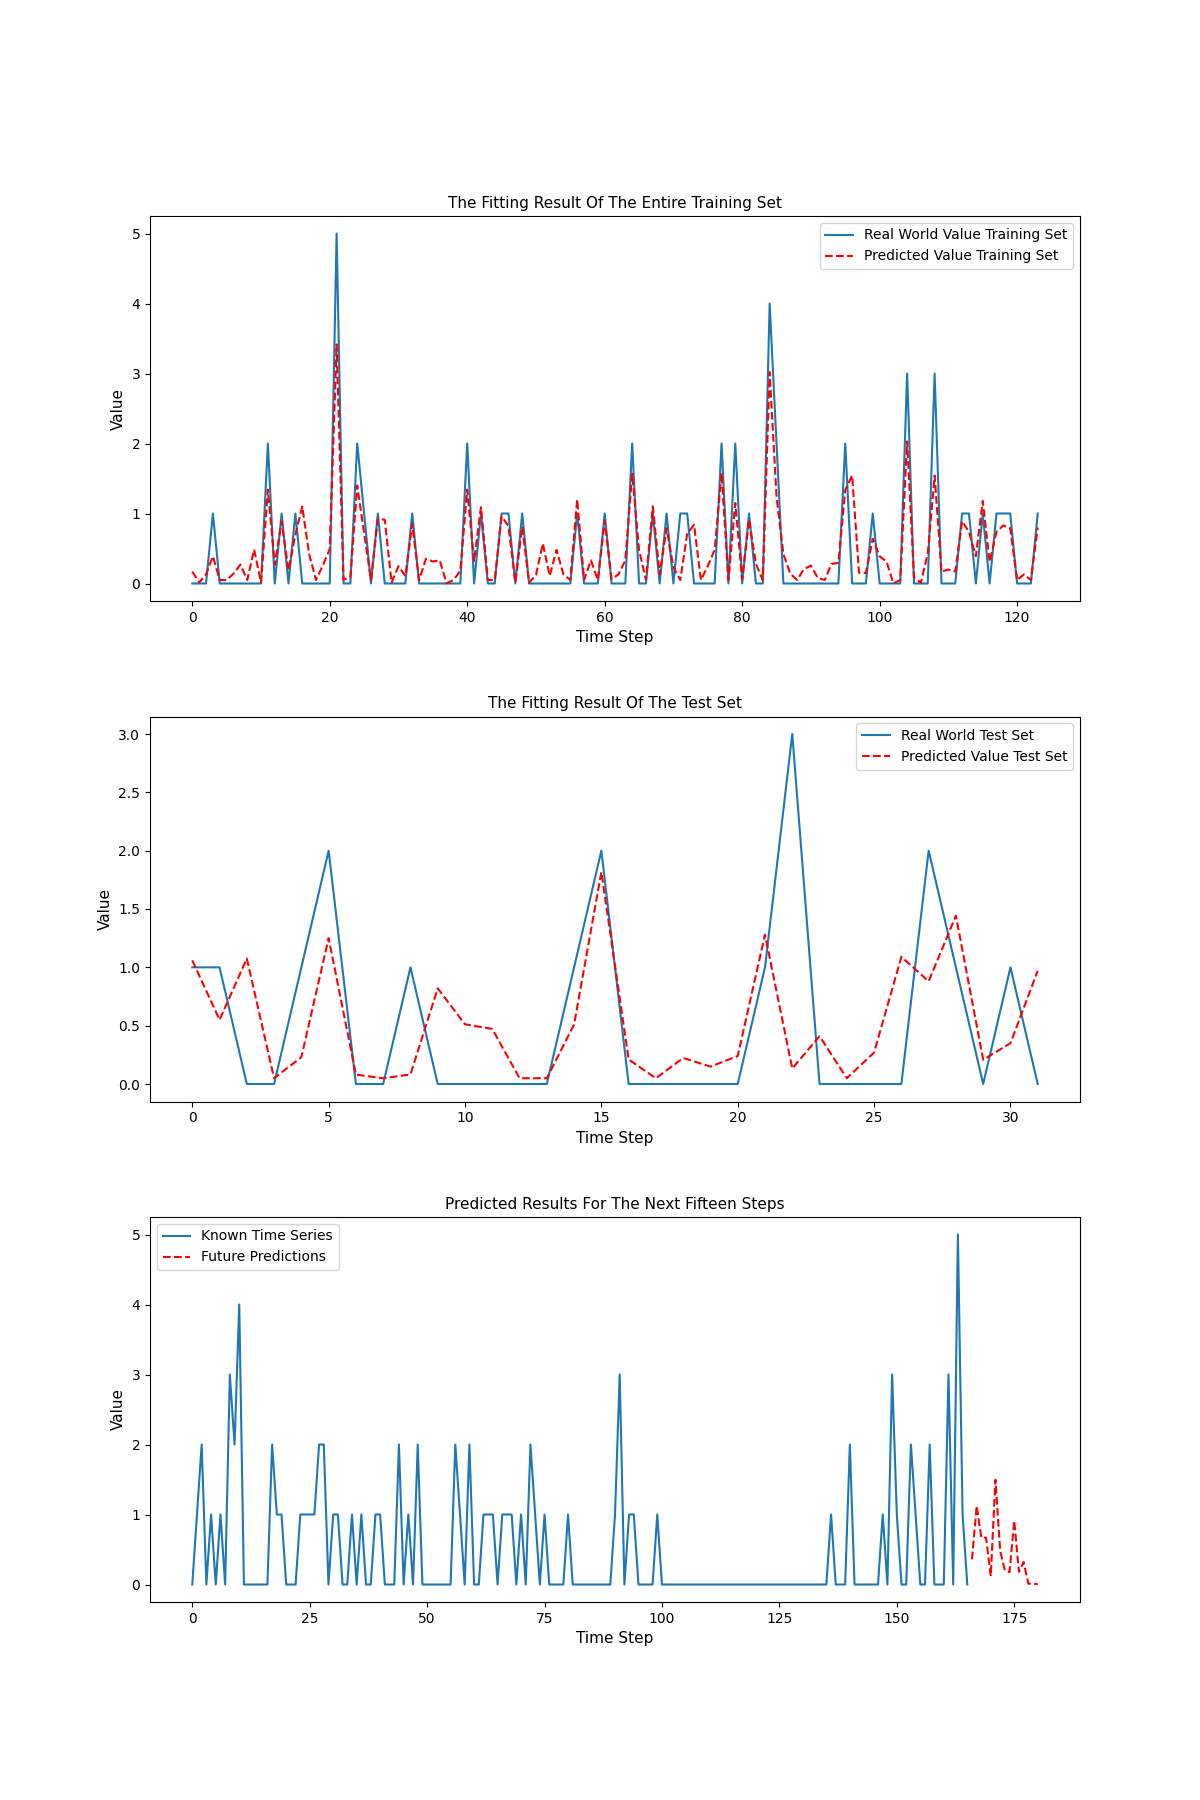 The Fitting Result Of The Entire Training Set
5
4
3
2
1
0
Value
Real World Value Training Set
Predicted Value Training Set
0 20 40 60 80 100 120
Time Step
The Fitting Result Of The Test Set
3.0
2.5
2.0
1.5
1.0
0.5
0.0
Value
Real World Test Set
Predicted Value Test Set
0 5 10 15 20 25 30
Time Step
Predicted Results For The Next Fifteen Steps
5
4
3
2
1
0
Value
Known Time Series
Future Predictions
0 25 50 75 100 125 150 175
Time Step